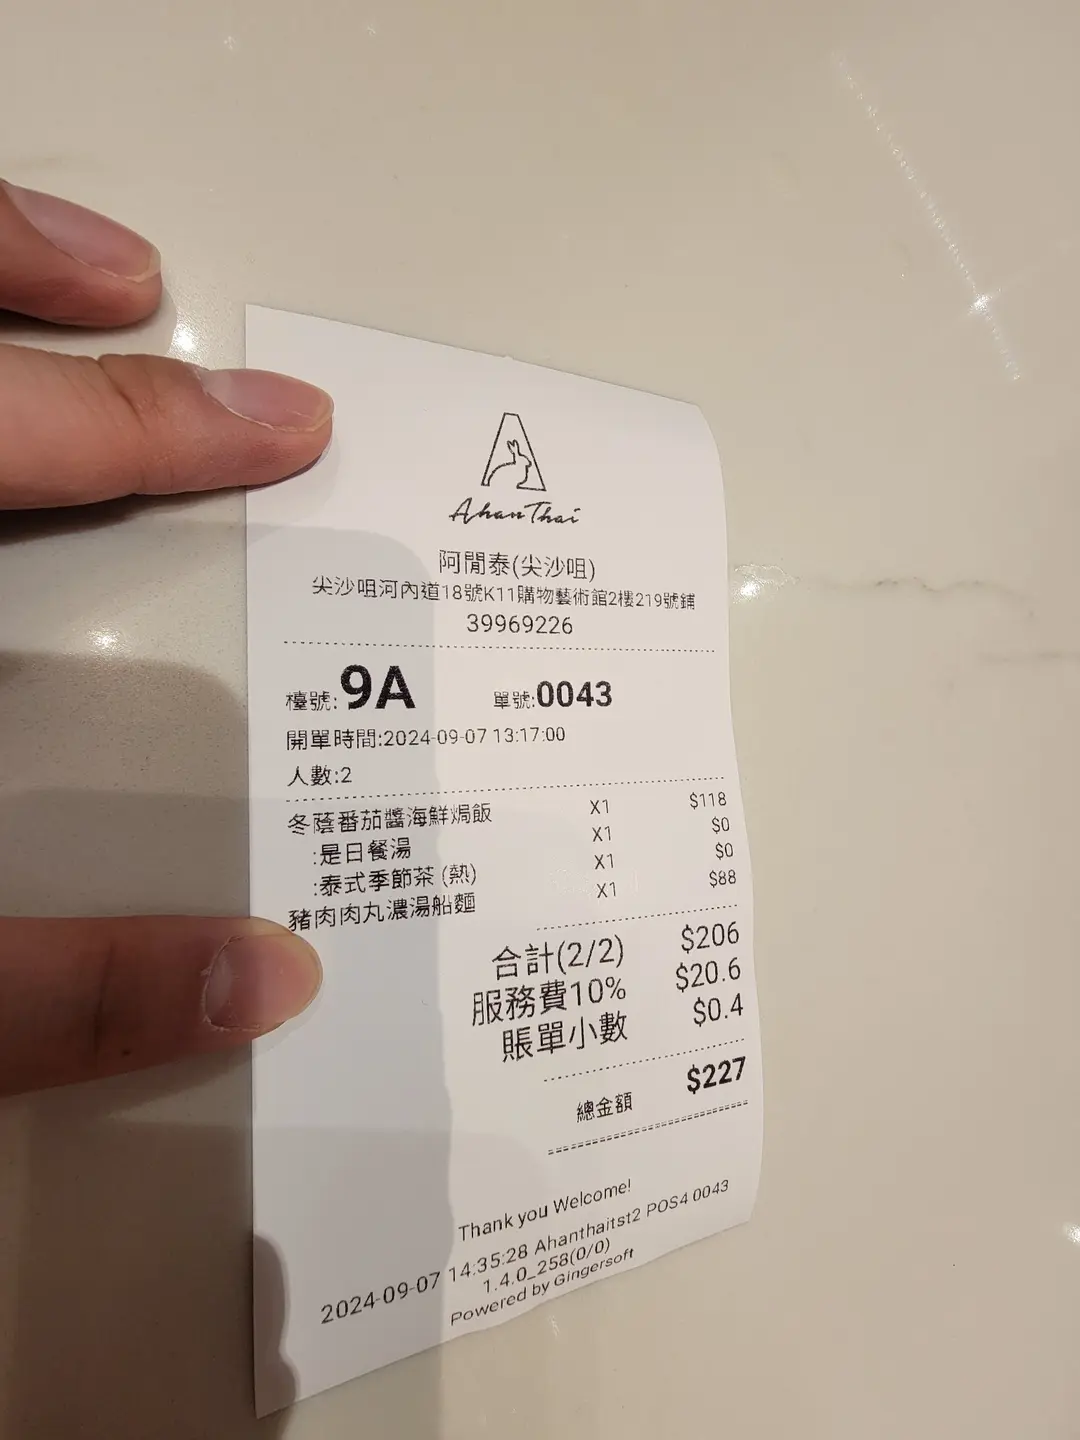 AhanThai
阿閒泰(尖沙咀)
尖沙咀河內道18號K11購物藝術館2樓219號鋪
39969226
檯號:9A 單號:0043
開單時間:2024-09-07 13:17:00
人數:2
冬蔭番茄醬海鮮焗飯 X1 $118
:是日餐湯 X1 $0
:泰式季節茶 (熱) X1 $0
豬肉肉丸濃湯船麵 X1 $88
合計(2/2) $206
服務費10% $20.6
賬單小數 $0.4
總金額 $227
Thank you Welcome!
2024-09-07 14:35:28 Ahanthaitst2 POS4 0043
1.4.0_258(0/0)
Powered by Gingersoft